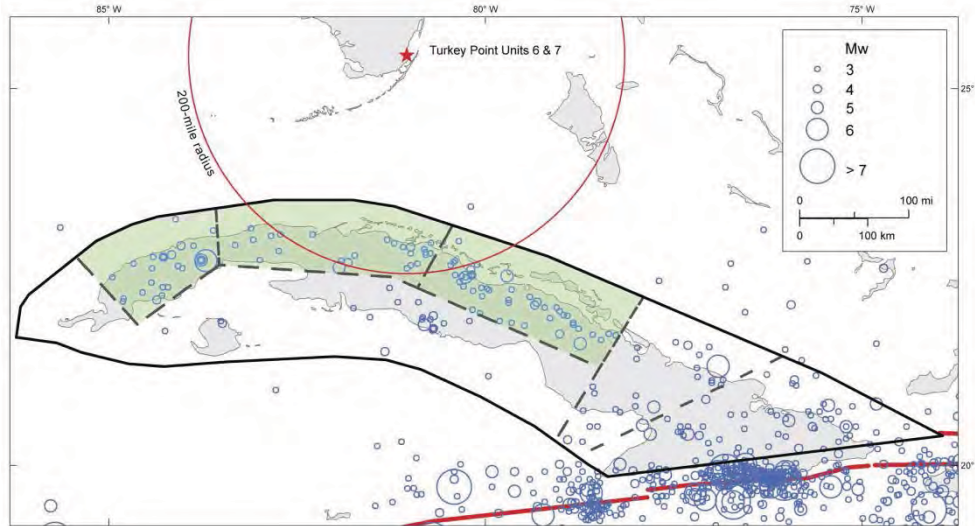 85° W
80° W
75° W
Turkey Point Units 6 & 7
200-mile radius
25°
20°
Mw
3
4
5
6
> 7
0 100 mi
0 100 km